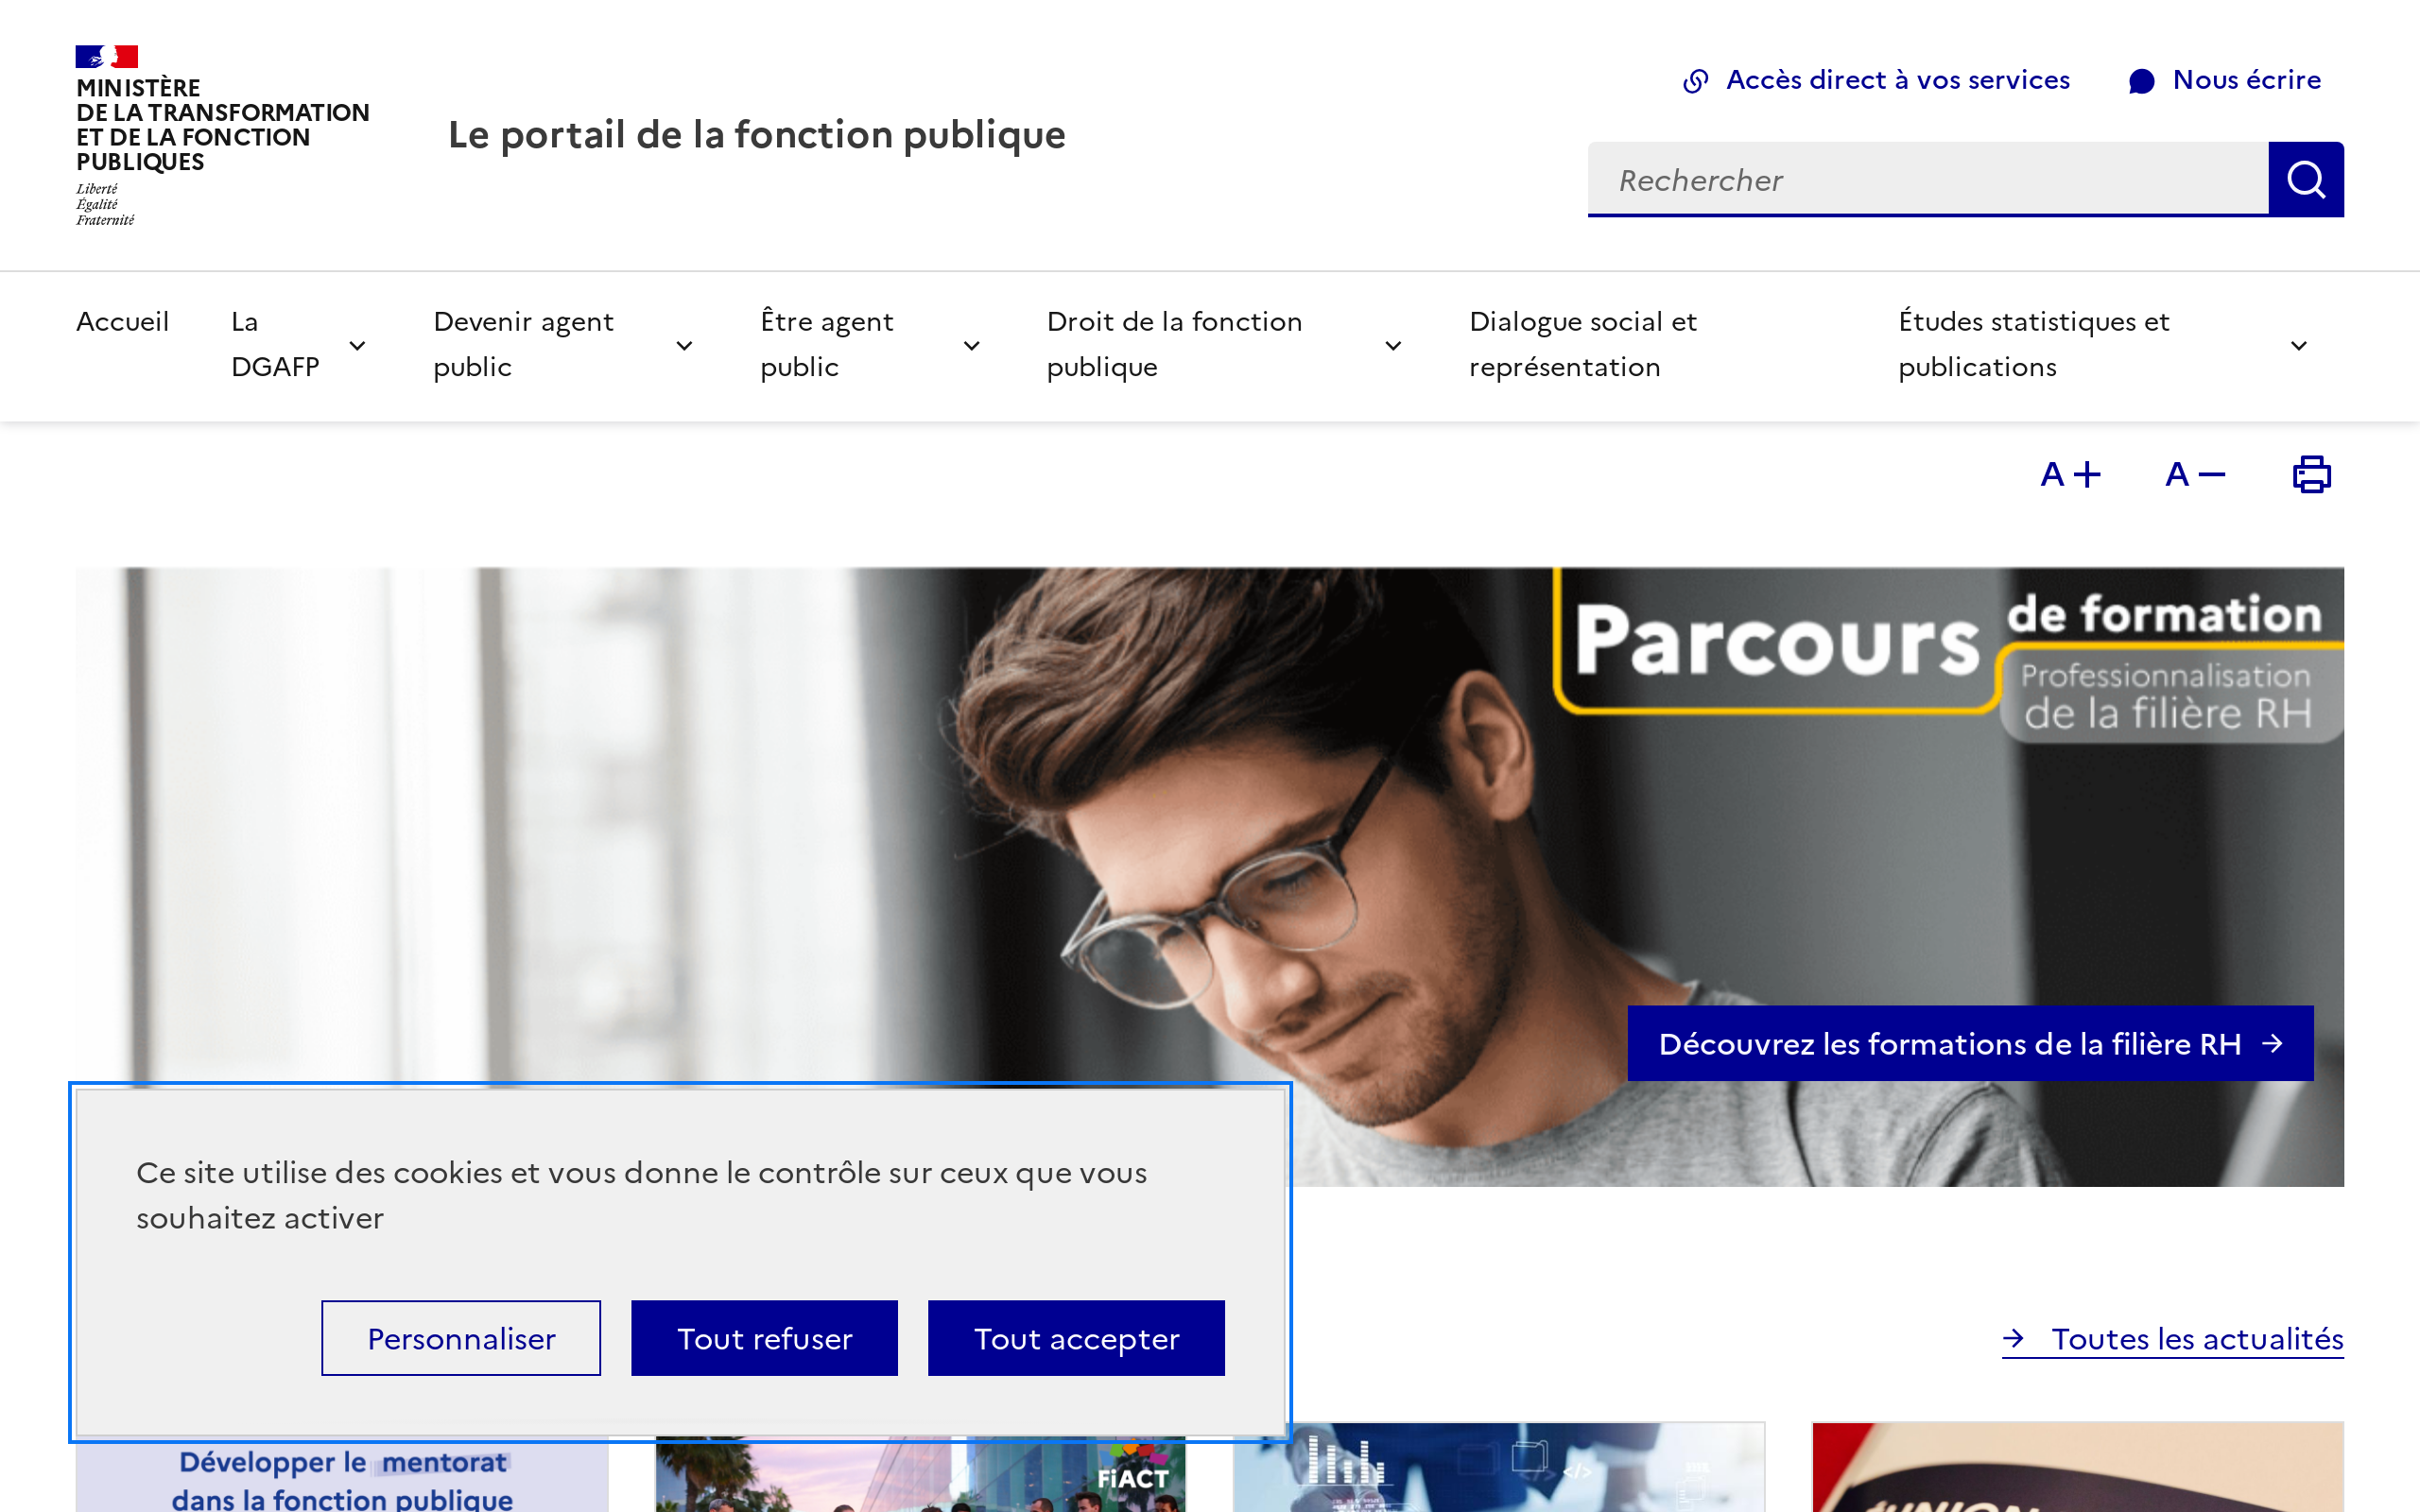 MINISTÈRE
DE LA TRANSFORMATION
ET DE LA FONCTION
PUBLIQUES
Liberté
Égalité
Fraternité
Le portail de la fonction publique
Accès direct à vos services
Nous écrire
Rechercher
Accueil
La
DGAFP
Devenir agent
public
Être agent
public
Droit de la fonction
publique
Dialogue social et
représentation
Études statistiques et
publications
A +
A −
Parcours
de formation
Professionnalisation
de la filière RH
Découvrez les formations de la filière RH
Ce site utilise des cookies et vous donne le contrôle sur ceux que vous
souhaitez activer
Personnaliser
Tout refuser
Tout accepter
Toutes les actualités
Développer le mentorat
dans la fonction publique
FiACT